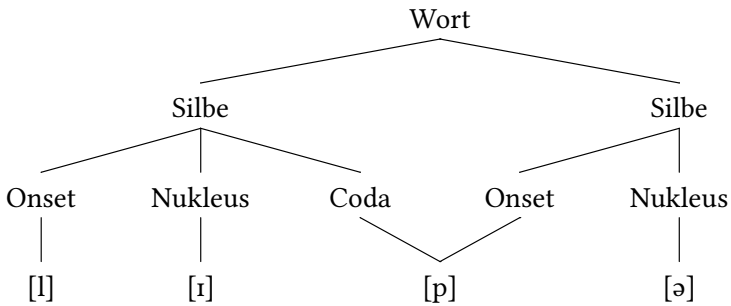 Wort
Silbe Silbe
Onset Nukleus Coda Onset Nukleus
[l] [ɪ] [p] [ə]